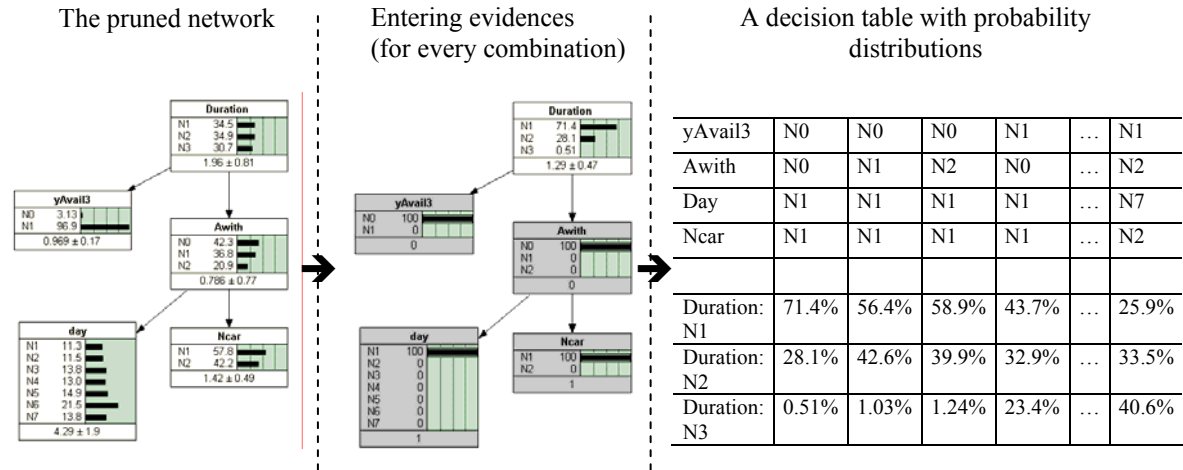 The pruned network
Duration
N1 34.5
N2 34.9
N3 30.7
1.96 ± 0.81
yAvail3
N0 3.13
N1 96.9
0.969 ± 0.17
Awith
N0 42.3
N1 36.8
N2 20.9
0.786 ± 0.77
day
N1 11.3
N2 11.5
N3 13.8
N4 13.0
N5 14.9
N6 21.5
N7 13.8
4.29 ± 1.9
Ncar
N1 57.8
N2 42.2
1.42 ± 0.49
Entering evidences
(for every combination)
Duration
N1 71.4
N2 28.1
N3 0.51
1.29 ± 0.47
yAvail3
N0 100
N1 0
0
Awith
N0 100
N1 0
N2 0
0
day
N1 100
N2 0
N3 0
N4 0
N5 0
N6 0
N7 0
1
Ncar
N1 100
N2 0
1
A decision table with probability
distributions
yAvail3 N0 N0 N0 N1 … N1
Awith N0 N1 N2 N0 … N2
Day N1 N1 N1 N1 … N7
Ncar N1 N1 N1 N1 … N2
Duration: 71.4% 56.4% 58.9% 43.7% … 25.9%
N1
Duration: 28.1% 42.6% 39.9% 32.9% … 33.5%
N2
Duration: 0.51% 1.03% 1.24% 23.4% … 40.6%
N3